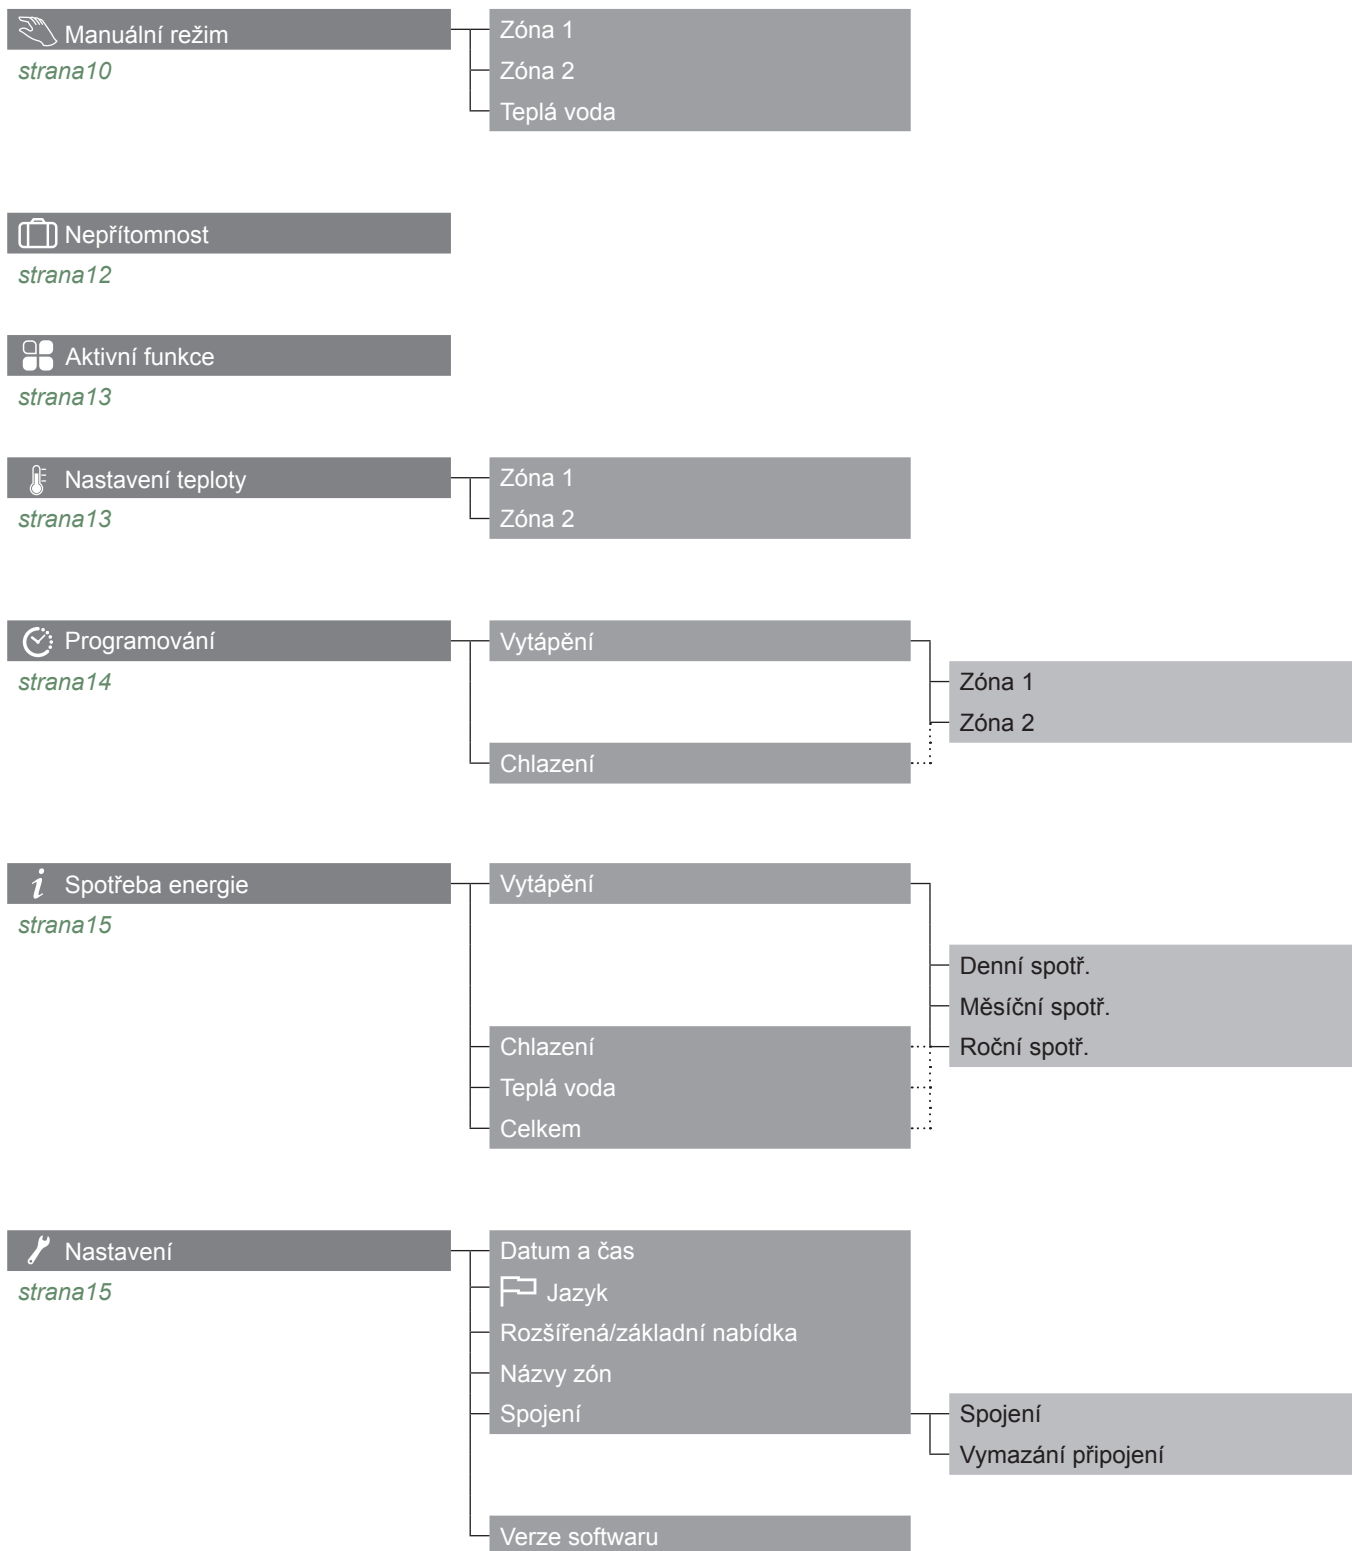 Manuální režim
strana10
Zóna 1
Zóna 2
Teplá voda
Nepřítomnost
strana12
Aktivní funkce
strana13
Nastavení teploty
strana13
Zóna 1
Zóna 2
Programování
strana14
Vytápění
Zóna 1
Zóna 2
Chlazení
i Spotřeba energie
strana15
Vytápění
Denní spotř.
Měsíční spotř.
Roční spotř.
Chlazení
Teplá voda
Celkem
Nastavení
strana15
Datum a čas
Jazyk
Rozšířená/základní nabídka
Názvy zón
Spojení
Spojení
Vymazání připojení
Verze softwaru